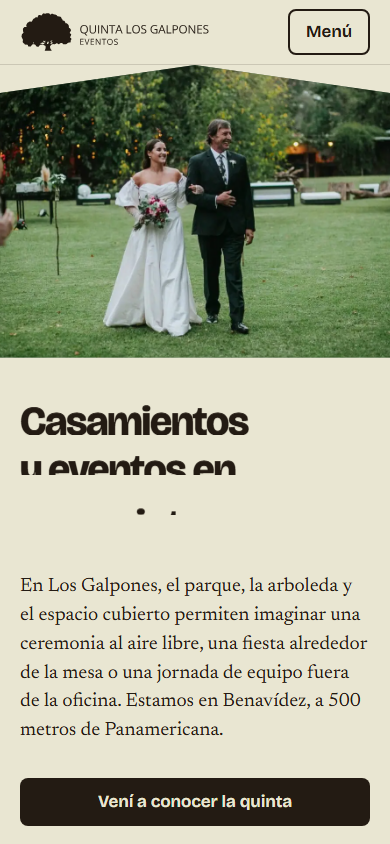 QUINTA LOS GALPONES
EVENTOS
Menú
Casamientos
y eventos en
En Los Galpones, el parque, la arboleda y
el espacio cubierto permiten imaginar una
ceremonia al aire libre, una fiesta alrededor
de la mesa o una jornada de equipo fuera
de la oficina. Estamos en Benavídez, a 500
metros de Panamericana.
Vení a conocer la quinta